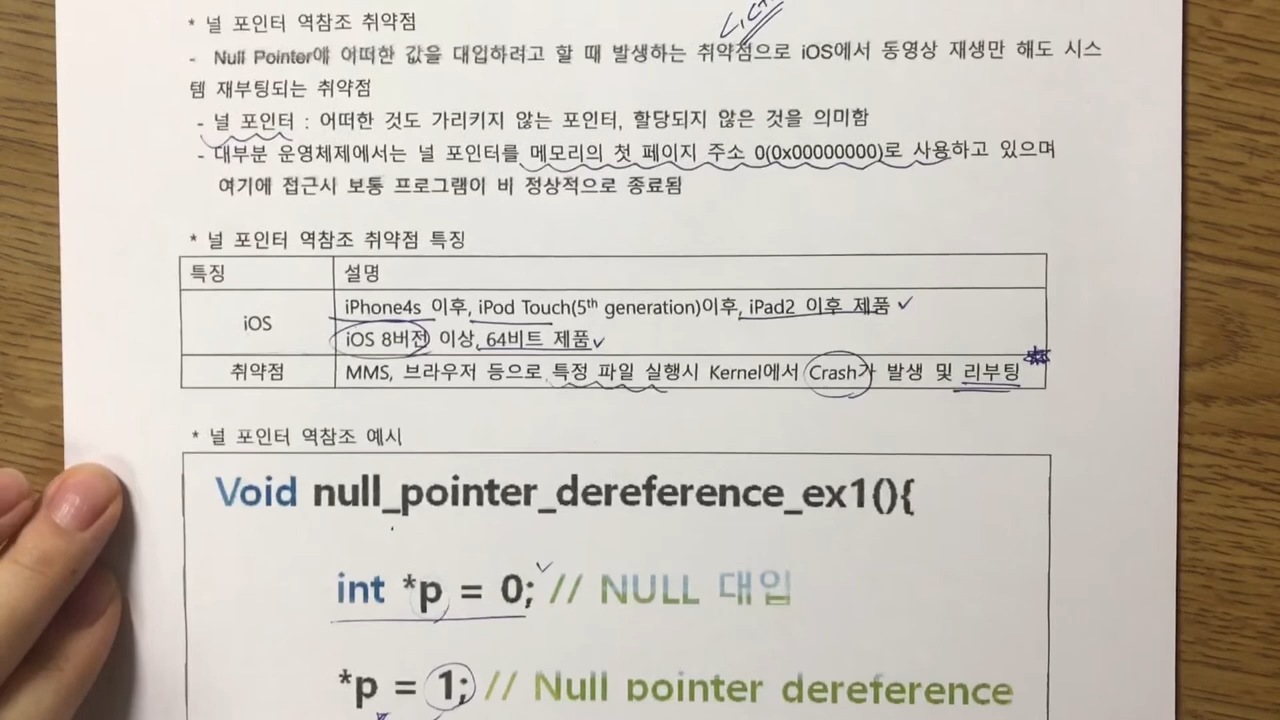 * 널 포인터 역참조 취약점
- Null Pointer에 어떠한 값을 대입하려고 할 때 발생하는 취약점으로 iOS에서 동영상 재생만 해도 시스
템 재부팅되는 취약점
- 널 포인터 : 어떠한 것도 가리키지 않는 포인터, 할당되지 않은 것을 의미함
- 대부분 운영체제에서는 널 포인터를 메모리의 첫 페이지 주소 0(0x00000000)로 사용하고 있으며
여기에 접근시 보통 프로그램이 비 정상적으로 종료됨
* 널 포인터 역참조 취약점 특징
특징 설명
iOS
iPhone4s 이후, iPod Touch(5th generation)이후, iPad2 이후 제품
iOS 8버전 이상, 64비트 제품
취약점 MMS, 브라우저 등으로 특정 파일 실행시 Kernel에서 Crash가 발생 및 리부팅
* 널 포인터 역참조 예시
Void null_pointer_dereference_ex1(){
int *p = 0; // NULL 대입
*p = 1; // Null pointer dereference